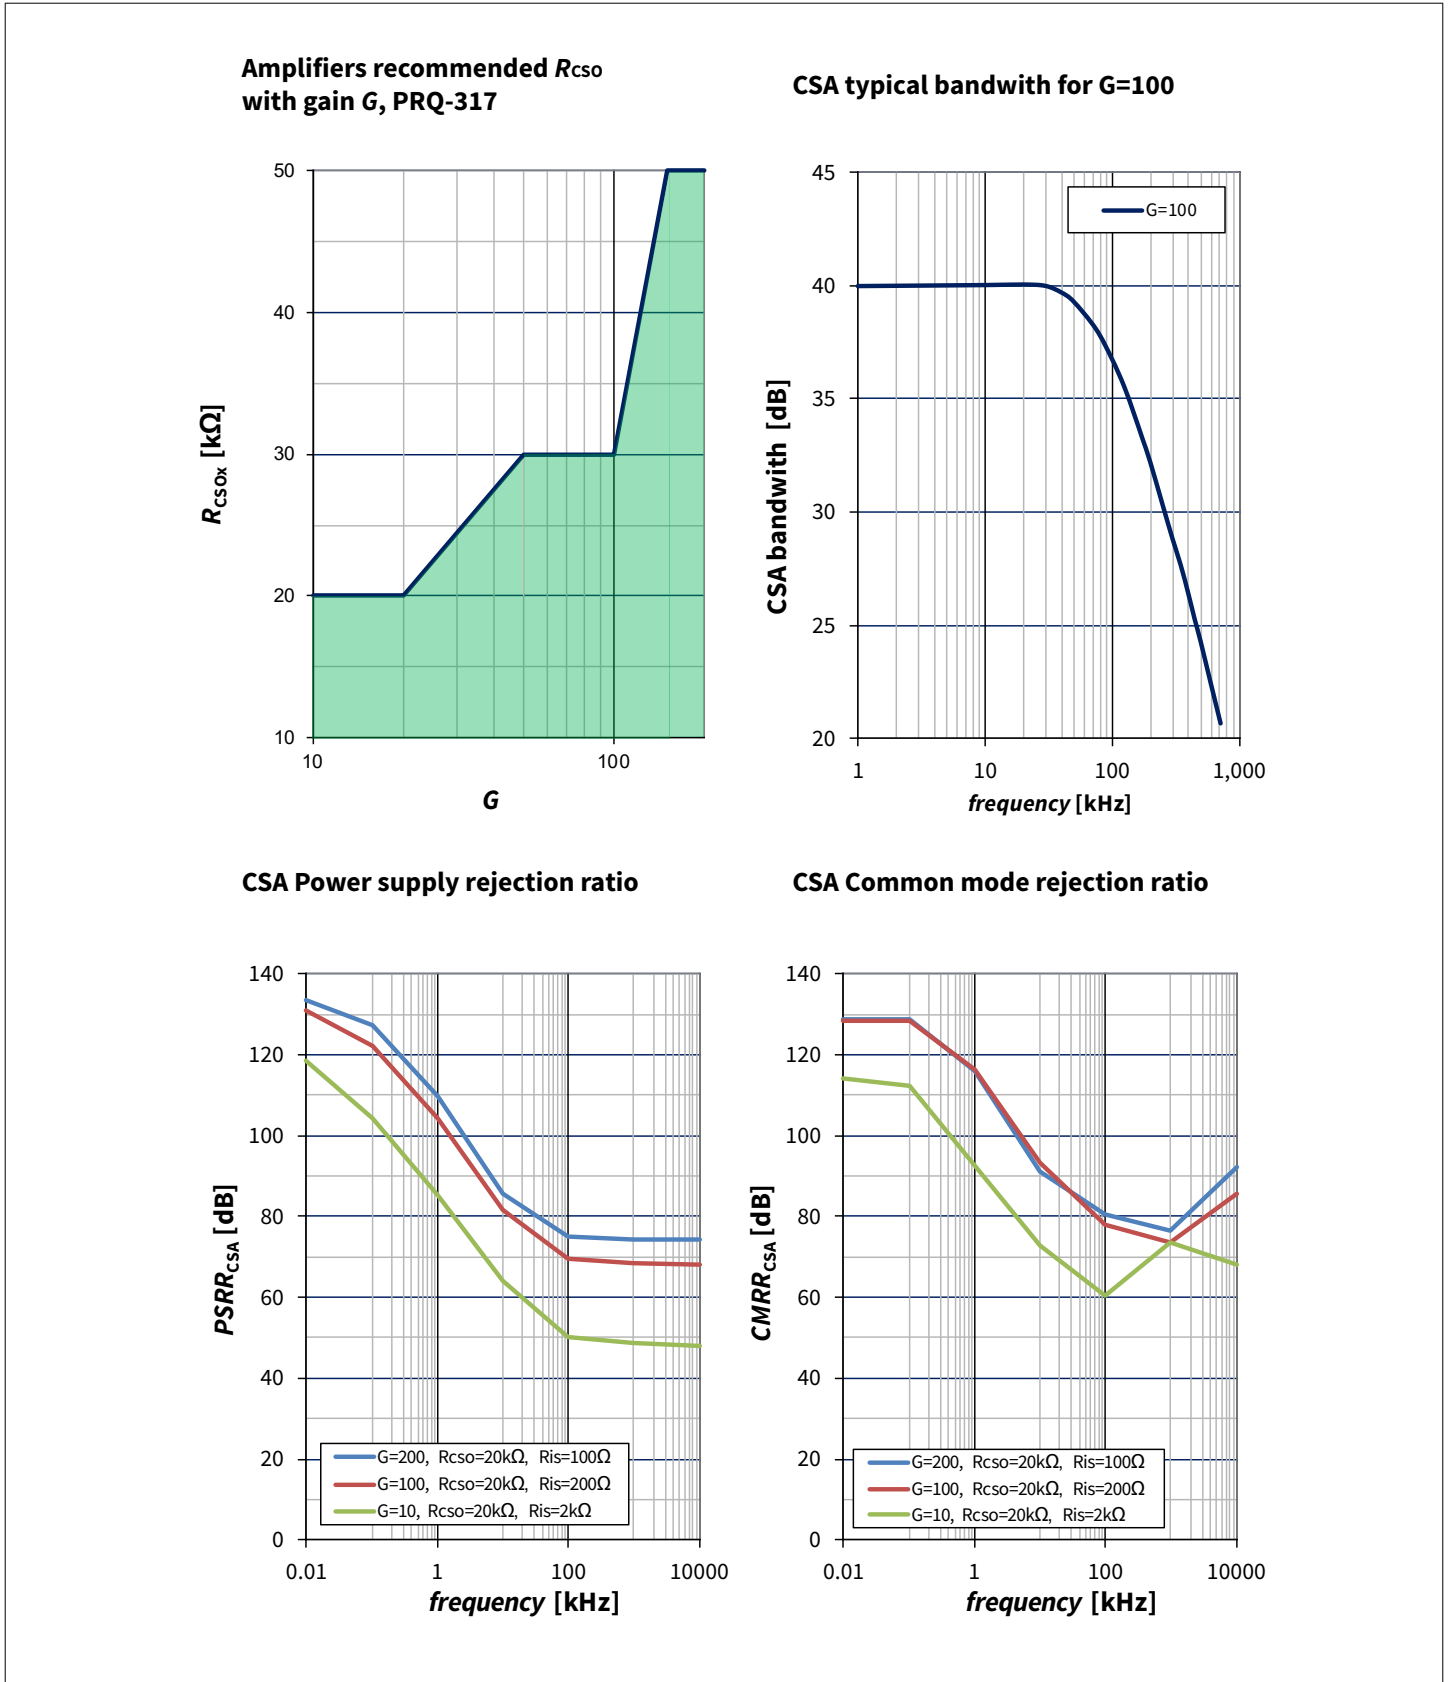 Amplifiers recommended RCSO
with gain G, PRQ-317
50
40
30
20
10
10
100
RCSOx [kΩ]
G
CSA typical bandwith for G=100
45
40
35
30
25
20
1
10
100
1,000
G=100
CSA bandwith [dB]
frequency [kHz]
CSA Power supply rejection ratio
140
120
100
80
60
40
20
0
0.01
1
100
10000
PSRRCSA [dB]
G=200, Rcso=20kΩ, Ris=100Ω
G=100, Rcso=20kΩ, Ris=200Ω
G=10, Rcso=20kΩ, Ris=2kΩ
frequency [kHz]
CSA Common mode rejection ratio
140
120
100
80
60
40
20
0
0.01
1
100
10000
CMRRCSA [dB]
G=200, Rcso=20kΩ, Ris=100Ω
G=100, Rcso=20kΩ, Ris=200Ω
G=10, Rcso=20kΩ, Ris=2kΩ
frequency [kHz]